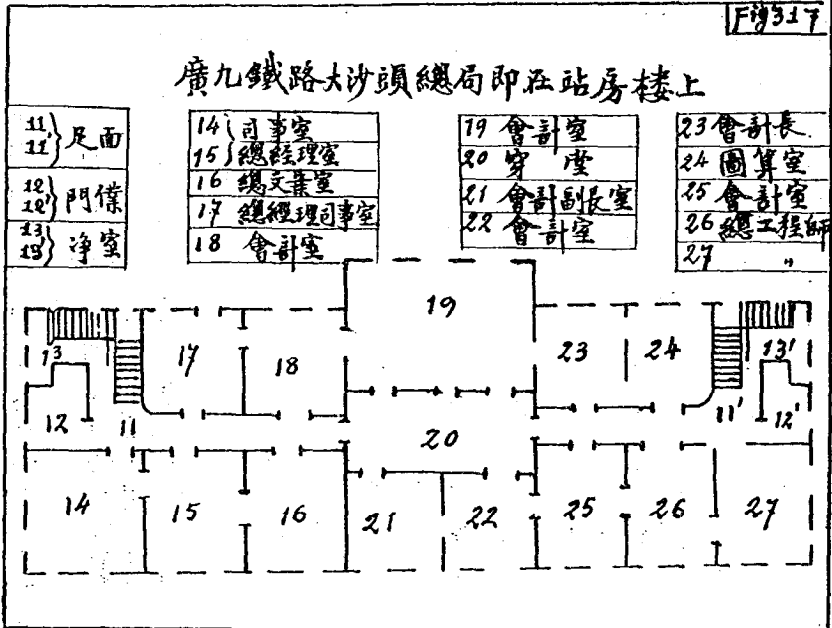 Fig 317
廣九鐵路大沙頭總局即在站房樓上
11 11' 足面
12 12' 門僕
13 13' 净室
14 司事室
15 總經理室
16 總文案室
17 總經理司事室
18 會計室
19 會計室
20 穿堂
21 會計副長室
22 會計室
23 會計長
24 圖算室
25 會計室
26 總工程師
27 〃
19
17
18
23
24
13
13'
12
11
20
11'
12'
14
15
16
21
22
25
26
27